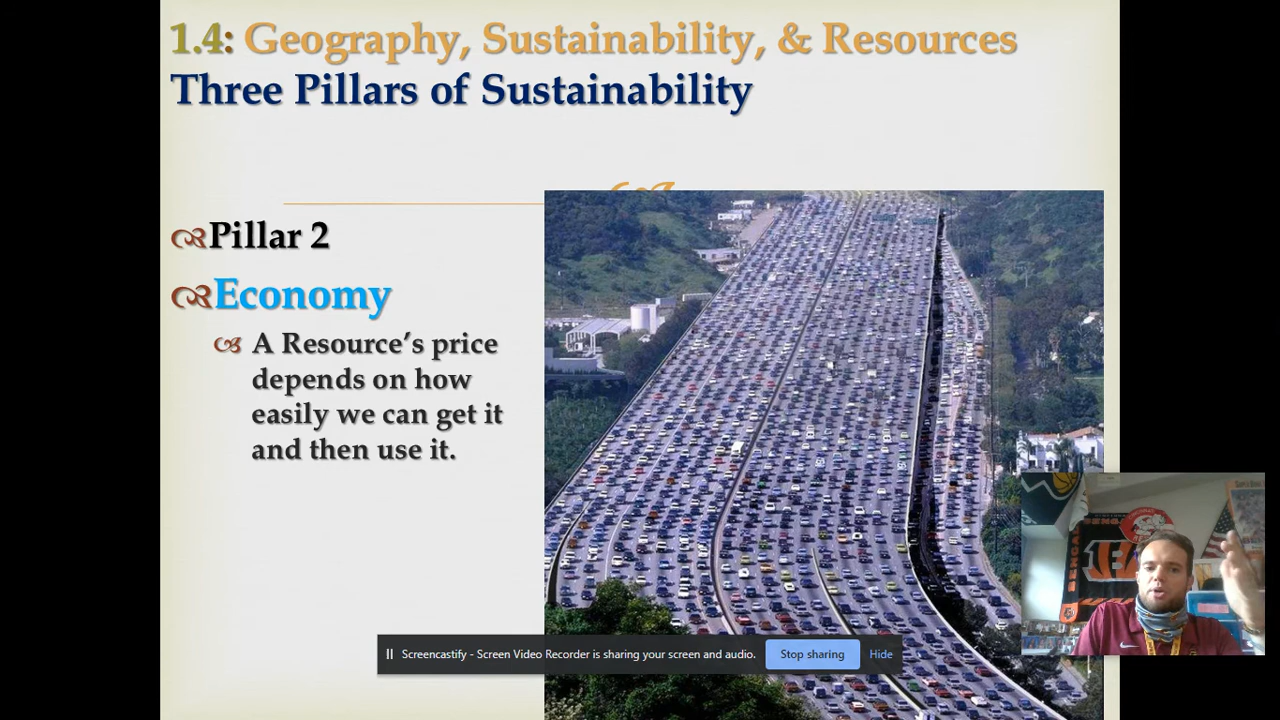 1.4: Geography, Sustainability, & Resources
Three Pillars of Sustainability
Pillar 2
Economy
A Resource's price
depends on how
easily we can get it
and then use it.
BENGALS
Screencastify - Screen Video Recorder is sharing your screen and audio.
Stop sharing
Hide